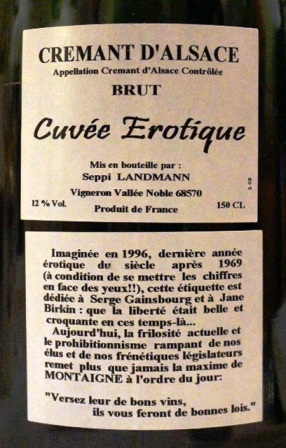 CREMANT D'ALSACE
Appellation Cremant d'Alsace Contrôlée
BRUT
Cuvée Erotique
Mis en bouteille par :
Seppi LANDMANN
Vigneron Vallée Noble 68570
12 % Vol.
Produit de France
150 CL
Imaginée en 1996, dernière année
érotique du siècle après 1969
(à condition de se mettre les chiffres
en face des yeux!!), cette étiquette est
dédiée à Serge Gainsbourg et à Jane
Birkin : que la liberté était belle et
croquante en ces temps-là...
Aujourd'hui, la frilosité actuelle et
le prohibitionnisme rampant de nos
élus et de nos frénétiques législateurs
remet plus que jamais la maxime de
MONTAIGNE à l'ordre du jour:
"Versez leur de bons vins,
ils vous feront de bonnes lois."